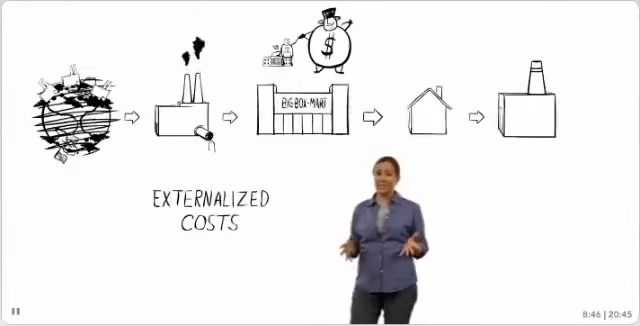 $
BIG BOX-MART
EXTERNALIZED
COSTS
8:46 | 20:45